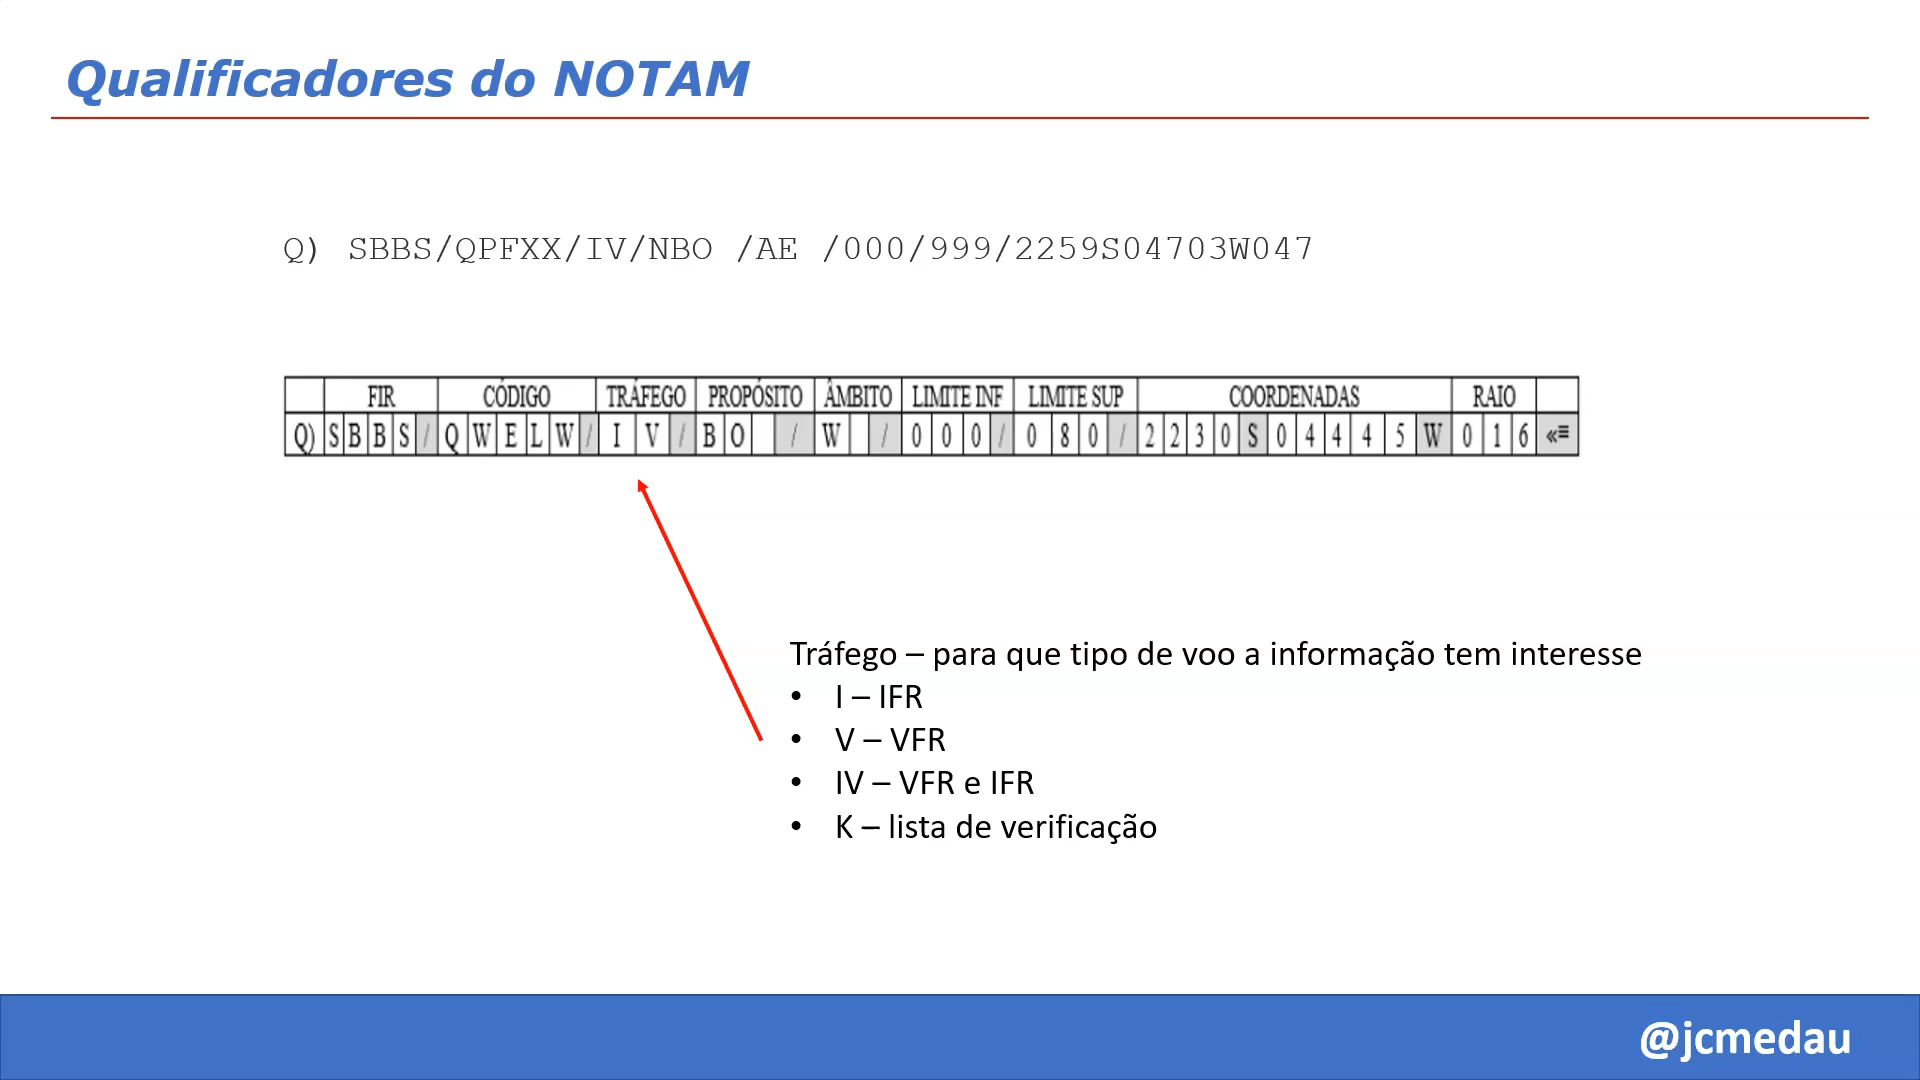 Qualificadores do NOTAM
Q) SBBS/QPFXX/IV/NBO /AE /000/999/2259S04703W047
FIR CÓDIGO TRÁFEGO PROPÓSITO ÂMBITO LIMITE INF LIMITE SUP COORDENADAS RAIO
Q) S B B S / Q W E L W / I V / B O / W / 0 0 0 / 0 8 0 / 2 2 3 0 S 0 4 4 4 5 W 0 1 6 «≡
Tráfego – para que tipo de voo a informação tem interesse
• I – IFR
• V – VFR
• IV – VFR e IFR
• K – lista de verificação
@jcmedau